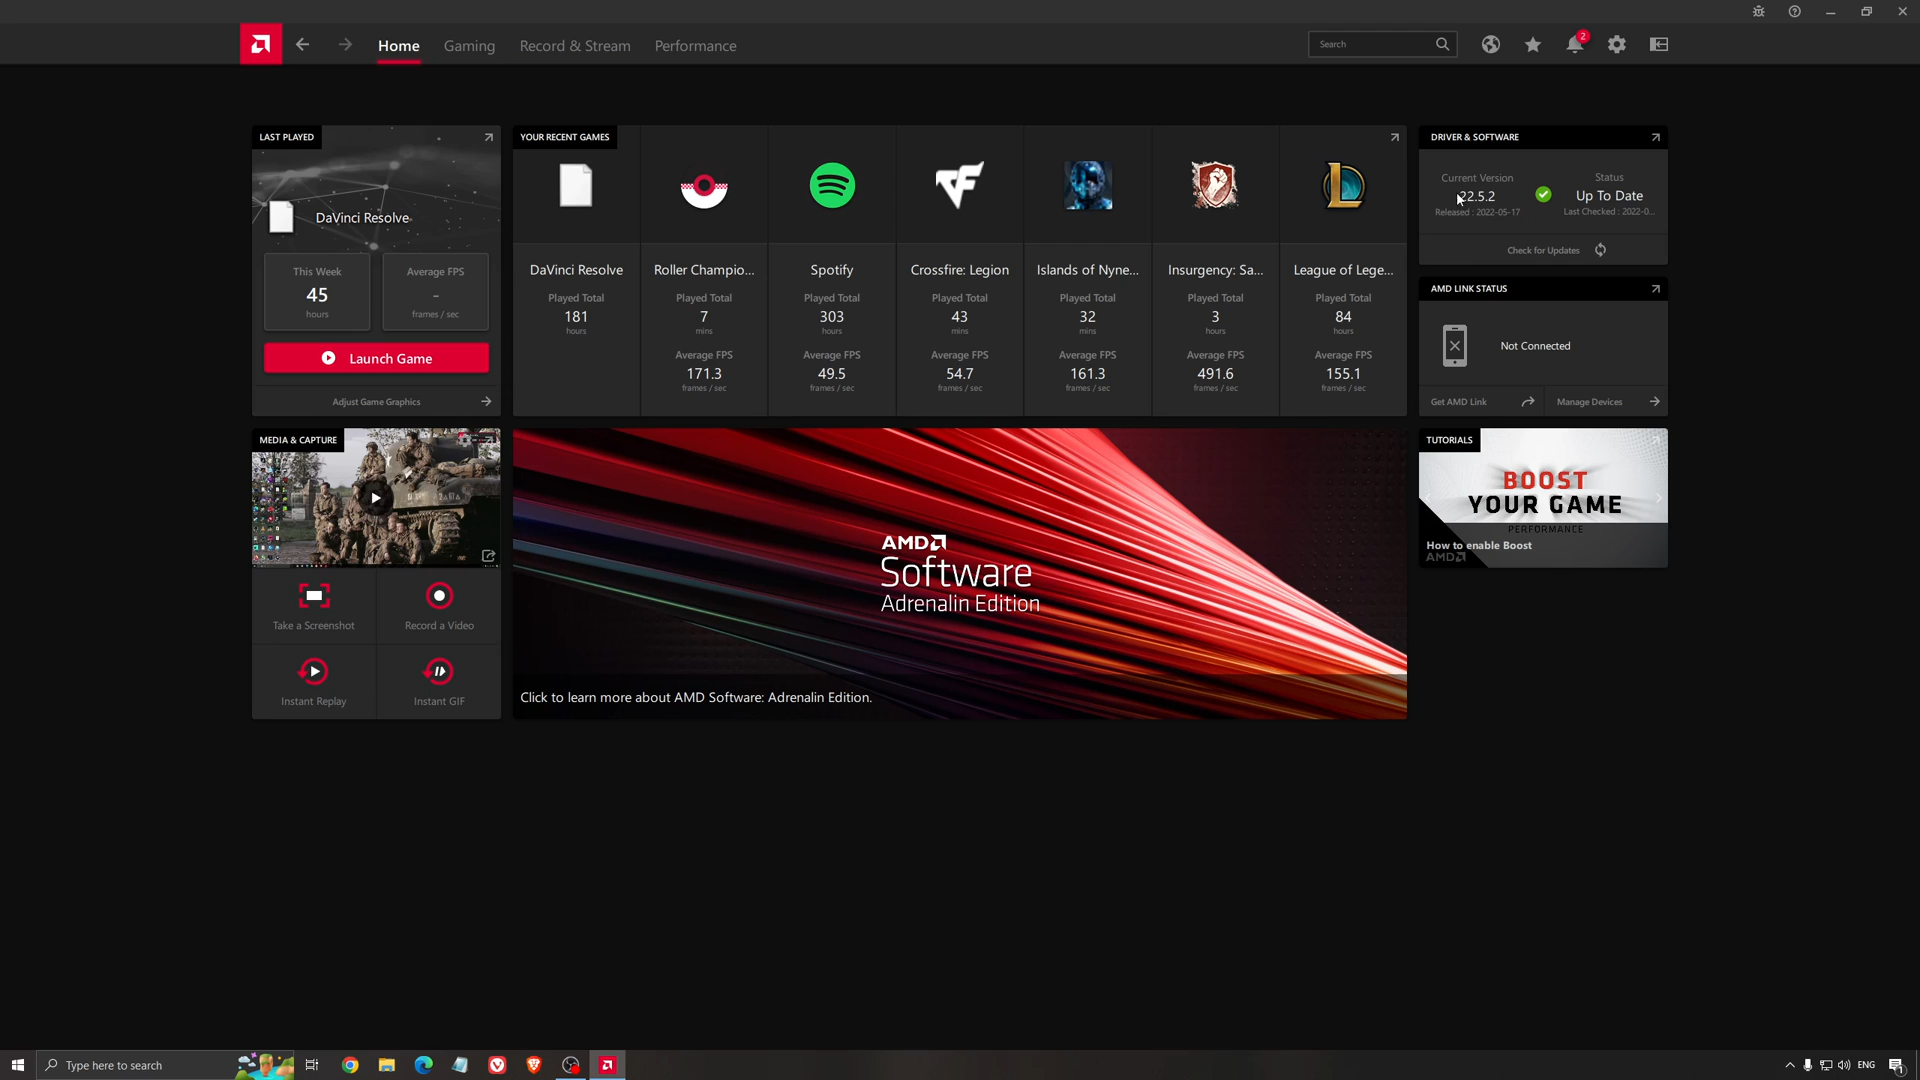 Home
Gaming
Record & Stream
Performance
Search
2
LAST PLAYED
DaVinci Resolve
This Week
45
hours
Average FPS
–
frames / sec
Launch Game
Adjust Game Graphics
YOUR RECENT GAMES
DaVinci Resolve
Played Total
181
hours
Roller Champio...
Played Total
7
mins
Average FPS
171.3
frames / sec
Spotify
Played Total
303
hours
Average FPS
49.5
frames / sec
Crossfire: Legion
Played Total
43
mins
Average FPS
54.7
frames / sec
Islands of Nyne...
Played Total
32
mins
Average FPS
161.3
frames / sec
Insurgency: Sa...
Played Total
3
hours
Average FPS
491.6
frames / sec
League of Lege...
Played Total
84
hours
Average FPS
155.1
frames / sec
DRIVER & SOFTWARE
Current Version
22.5.2
Released : 2022-05-17
Status
Up To Date
Last Checked : 2022-0...
Check for Updates
AMD LINK STATUS
Not Connected
Get AMD Link
Manage Devices
MEDIA & CAPTURE
Take a Screenshot
Record a Video
Instant Replay
Instant GIF
AMD
Software
Adrenalin Edition
Click to learn more about AMD Software: Adrenalin Edition.
TUTORIALS
BOOST
YOUR GAME
PERFORMANCE
How to enable Boost
AMD
Type here to search
ENG
1